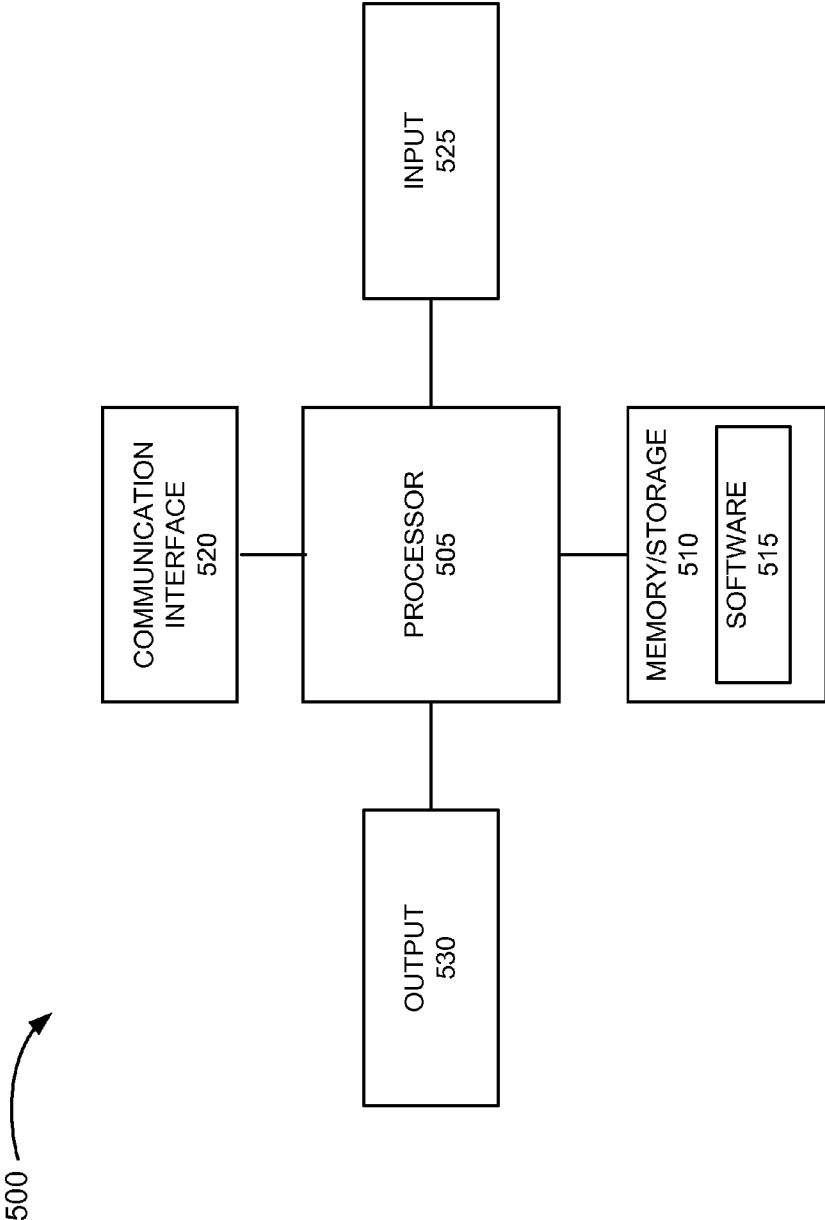 500
COMMUNICATION
INTERFACE
520
OUTPUT
530
PROCESSOR
505
INPUT
525
MEMORY/STORAGE
510
SOFTWARE
515